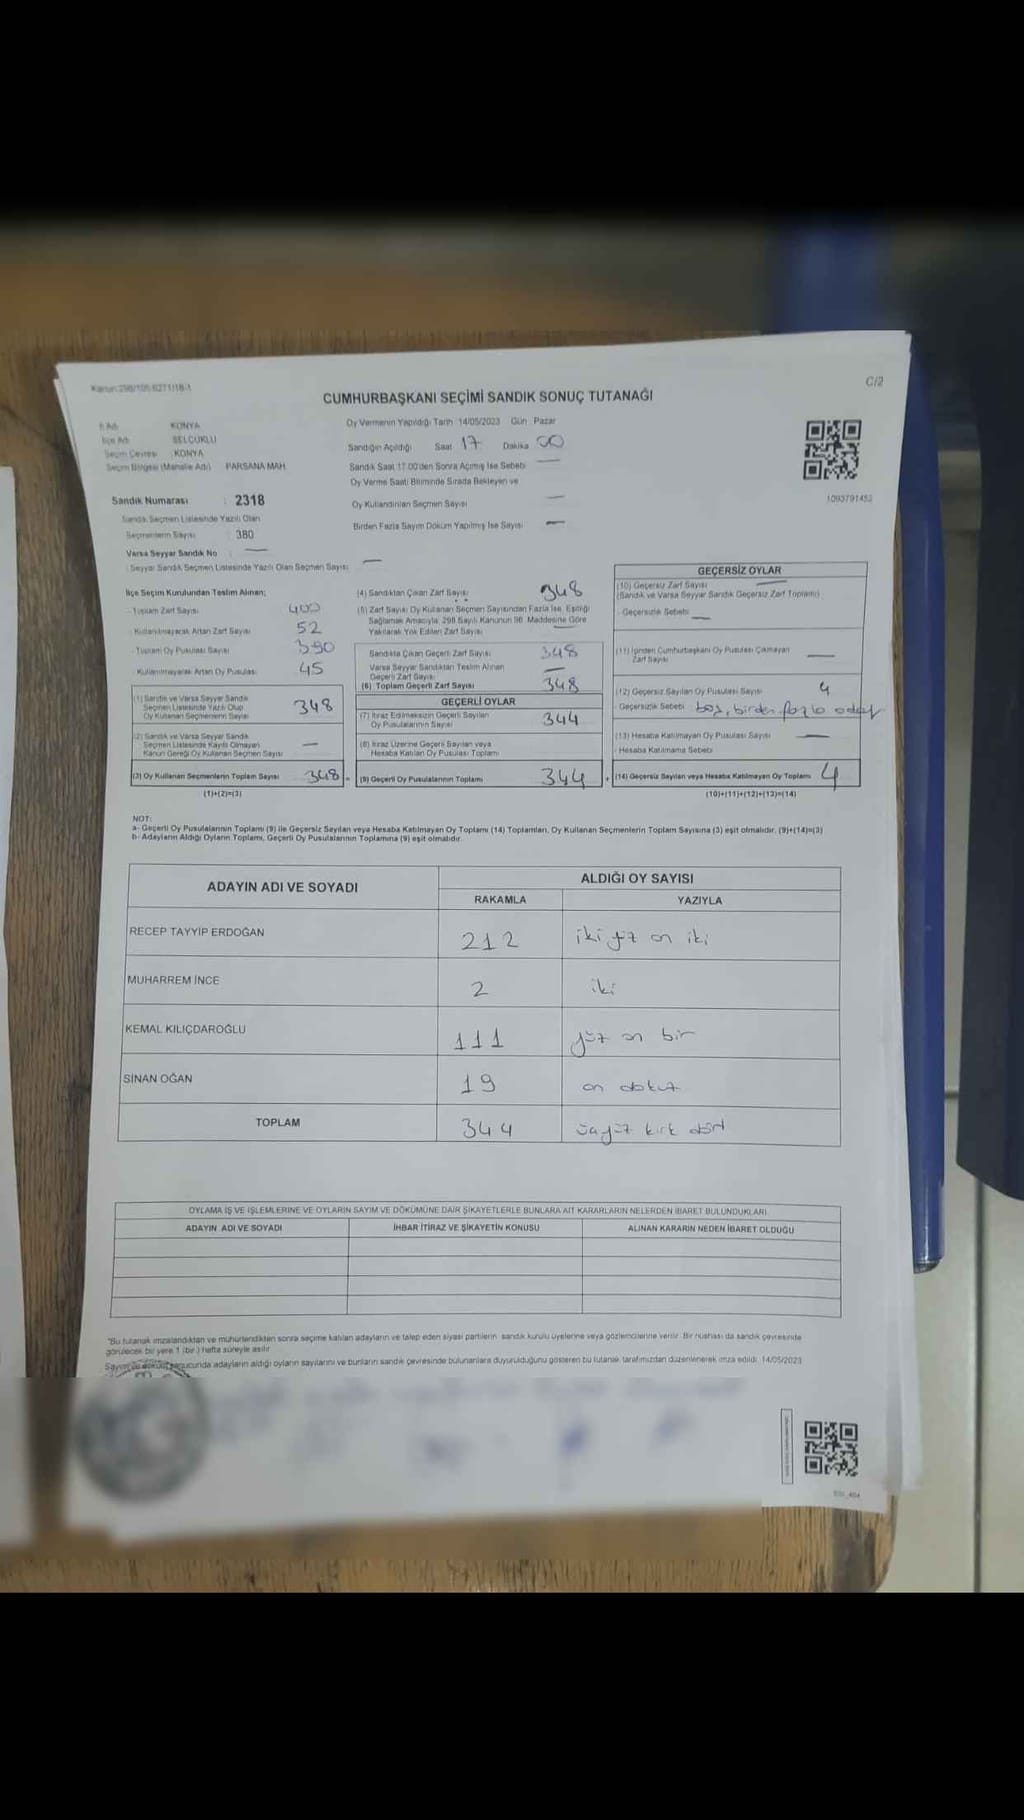 Kanun:298/105 6271/18-1
C/2
CUMHURBAŞKANI SEÇİMİ SANDIK SONUÇ TUTANAĞI
İl Adı KONYA
İlçe Adı SELÇUKLU
Seçim Çevresi KONYA
Seçim Bölgesi (Mahalle Adı) PARSANA MAH.
Sandık Numarası : 2318
Sandık Seçmen Listesinde Yazılı Olan
Seçmenlerin Sayısı : 380
Varsa Seyyar Sandık No : —
Seyyar Sandık Seçmen Listesinde Yazılı Olan Seçmen Sayısı —
Oy Vermenin Yapıldığı Tarih 14/05/2023 Gün Pazar
Sandığın Açıldığı Saat 17 Dakika 00
Sandık Saat 17.00'den Sonra Açılmış İse Sebebi —
Oy Verme Saati Bitiminde Sırada Bekleyen ve
Oy Kullandırılan Seçmen Sayısı —
Birden Fazla Sayım Döküm Yapılmış İse Sayısı —
1093791452
İlçe Seçim Kurulundan Teslim Alınan;
- Toplam Zarf Sayısı 400
- Kullanılmayarak Artan Zarf Sayısı 52
- Toplam Oy Pusulası Sayısı 390
- Kullanılmayarak Artan Oy Pusulası 45
(1) Sandık ve Varsa Seyyar Sandık
Seçmen Listesinde Yazılı Olup
Oy Kullanan Seçmenlerin Sayısı 348
(2) Sandık ve Varsa Seyyar Sandık
Seçmen Listesinde Kayıtlı Olmayan
Kanun Gereği Oy Kullanan Seçmen Sayısı —
(3) Oy Kullanan Seçmenlerin Toplam Sayısı 348 =
(1)+(2)=(3)
(4) Sandıktan Çıkan Zarf Sayısı 348
(5) Zarf Sayısı Oy Kullanan Seçmen Sayısından Fazla İse, Eşitliği
Sağlamak Amacıyla, 298 Sayılı Kanunun 98. Maddesine Göre
Yakılarak Yok Edilen Zarf Sayısı —
Sandıkta Çıkan Geçerli Zarf Sayısı 348
Varsa Seyyar Sandıktan Teslim Alınan
Geçerli Zarf Sayısı —
(6) Toplam Geçerli Zarf Sayısı 348
GEÇERLİ OYLAR
(7) İtiraz Edilmeksizin Geçerli Sayılan
Oy Pusulalarının Sayısı 344
(8) İtiraz Üzerine Geçerli Sayılan veya
Hesaba Katılan Oy Pusulası Toplamı
(9) Geçerli Oy Pusulalarının Toplamı 344 +
GEÇERSİZ OYLAR
(10) Geçersiz Zarf Sayısı —
(Sandık ve Varsa Seyyar Sandık Geçersiz Zarf Toplamı)
- Geçersizlik Sebebi —
(11) İçinden Cumhurbaşkanı Oy Pusulası Çıkmayan
Zarf Sayısı —
(12) Geçersiz Sayılan Oy Pusulası Sayısı 4
- Geçersizlik Sebebi boş, birden fazla aday
(13) Hesaba Katılmayan Oy Pusulası Sayısı —
- Hesaba Katılmama Sebebi
(14) Geçersiz Sayılan veya Hesaba Katılmayan Oy Toplamı 4
(10)+(11)+(12)+(13)=(14)
NOT:
a- Geçerli Oy Pusulalarının Toplamı (9) ile Geçersiz Sayılan veya Hesaba Katılmayan Oy Toplamı (14) Toplamları, Oy Kullanan Seçmenlerin Toplam Sayısına (3) eşit olmalıdır. (9)+(14)=(3)
b- Adayların Aldığı Oyların Toplamı, Geçerli Oy Pusulalarının Toplamına (9) eşit olmalıdır.
ADAYIN ADI VE SOYADI
ALDIĞI OY SAYISI
RAKAMLA YAZIYLA
RECEP TAYYİP ERDOĞAN 212 iki yüz on iki
MUHARREM İNCE 2 iki
KEMAL KILIÇDAROĞLU 111 yüz on bir
SİNAN OĞAN 19 on dokuz
TOPLAM 344 üçyüz kırk dört
OYLAMA İŞ VE İŞLEMLERİNE VE OYLARIN SAYIM VE DÖKÜMÜNE DAİR ŞİKAYETLERLE BUNLARA AİT KARARLARIN NELERDEN İBARET BULUNDUKLARI
ADAYIN ADI VE SOYADI İHBAR İTİRAZ VE ŞİKAYETİN KONUSU ALINAN KARARIN NEDEN İBARET OLDUĞU
"Bu tutanak imzalandıktan ve mühürlendikten sonra seçime katılan adayların ve talep eden siyasi partilerin sandık kurulu üyelerine veya gözlemcilerine verilir. Bir nüshası da sandık çevresinde
görülecek bir yere 1 (bir) hafta süreyle asılır.
Sayım ve döküm sonucunda adayların aldığı oyların sayılarını ve bunların sandık çevresinde bulunanlara duyurulduğunu gösteren bu tutanak tarafımızdan düzenlenerek imza edildi. 14/05/2023